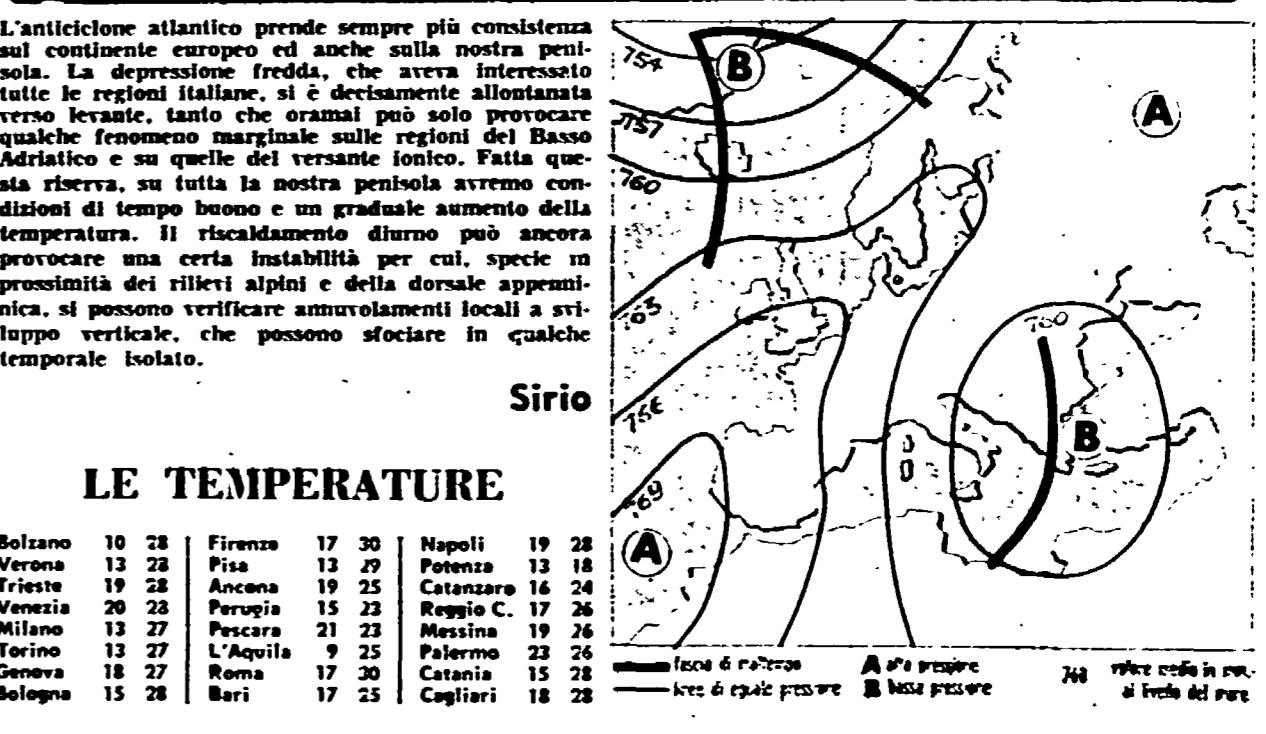 L'anticiclone atlantico prende sempre più consistenza
sul continente europeo ed anche sulla nostra peni-
sola. La depressione fredda, che aveva interessato
tutte le regioni italiane, si è decisamente allontanata
verso levante, tanto che oramai può solo provocare
qualche fenomeno marginale sulle regioni del Basso
Adriatico e su quelle del versante ionico. Fatta que-
sta riserva, su tutta la nostra penisola avremo con-
dizioni di tempo buono e un graduale aumento della
temperatura. Il riscaldamento diurno può ancora
provocare una certa instabilità per cui, specie in
prossimità dei rilievi alpini e della dorsale appenni-
nica, si possono verificare annuvolamenti locali a svi-
luppo verticale, che possono sfociare in qualche
temporale isolato.
Sirio
LE TEMPERATURE
Bolzano 10 28
Verona 13 28
Trieste 19 28
Venezia 20 23
Milano 13 27
Torino 13 27
Genova 18 27
Bologna 15 28
Firenze 17 30
Pisa 13 29
Ancona 19 25
Perugia 15 23
Pescara 21 23
L'Aquila 9 25
Roma 17 30
Bari 17 25
Napoli 19 28
Potenza 13 18
Catanzaro 16 24
Reggio C. 17 26
Messina 19 26
Palermo 23 26
Catania 15 28
Cagliari 18 28
754
B
A
757
760
763
760
766
B
769
A
fascia di
A alta pressione
linea di eguale pressione
B bassa pressione
valore medio in
al livello del mare